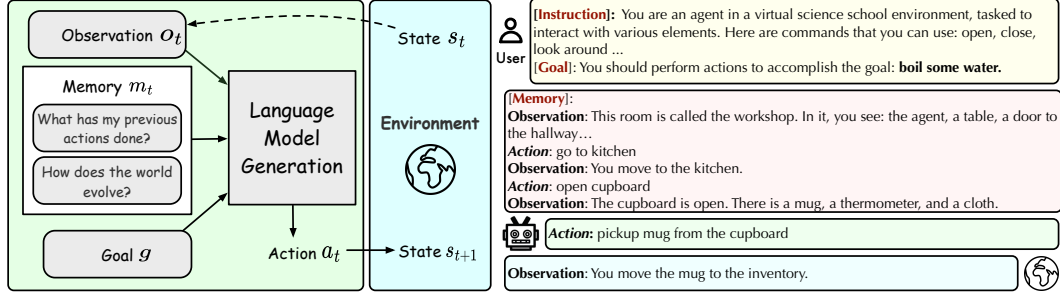 Observation oₜ
Memory mₜ
What has my previous
actions done?
How does the world
evolve?
Goal g
Language
Model
Generation
Action aₜ
State sₜ
Environment
State sₜ₊₁
User
[Instruction]: You are an agent in a virtual science school environment, tasked to
interact with various elements. Here are commands that you can use: open, close,
look around ...
[Goal]: You should perform actions to accomplish the goal: boil some water.
[Memory]:
Observation: This room is called the workshop. In it, you see: the agent, a table, a door to
the hallway…
Action: go to kitchen
Observation: You move to the kitchen.
Action: open cupboard
Observation: The cupboard is open. There is a mug, a thermometer, and a cloth.
Action: pickup mug from the cupboard
Observation: You move the mug to the inventory.